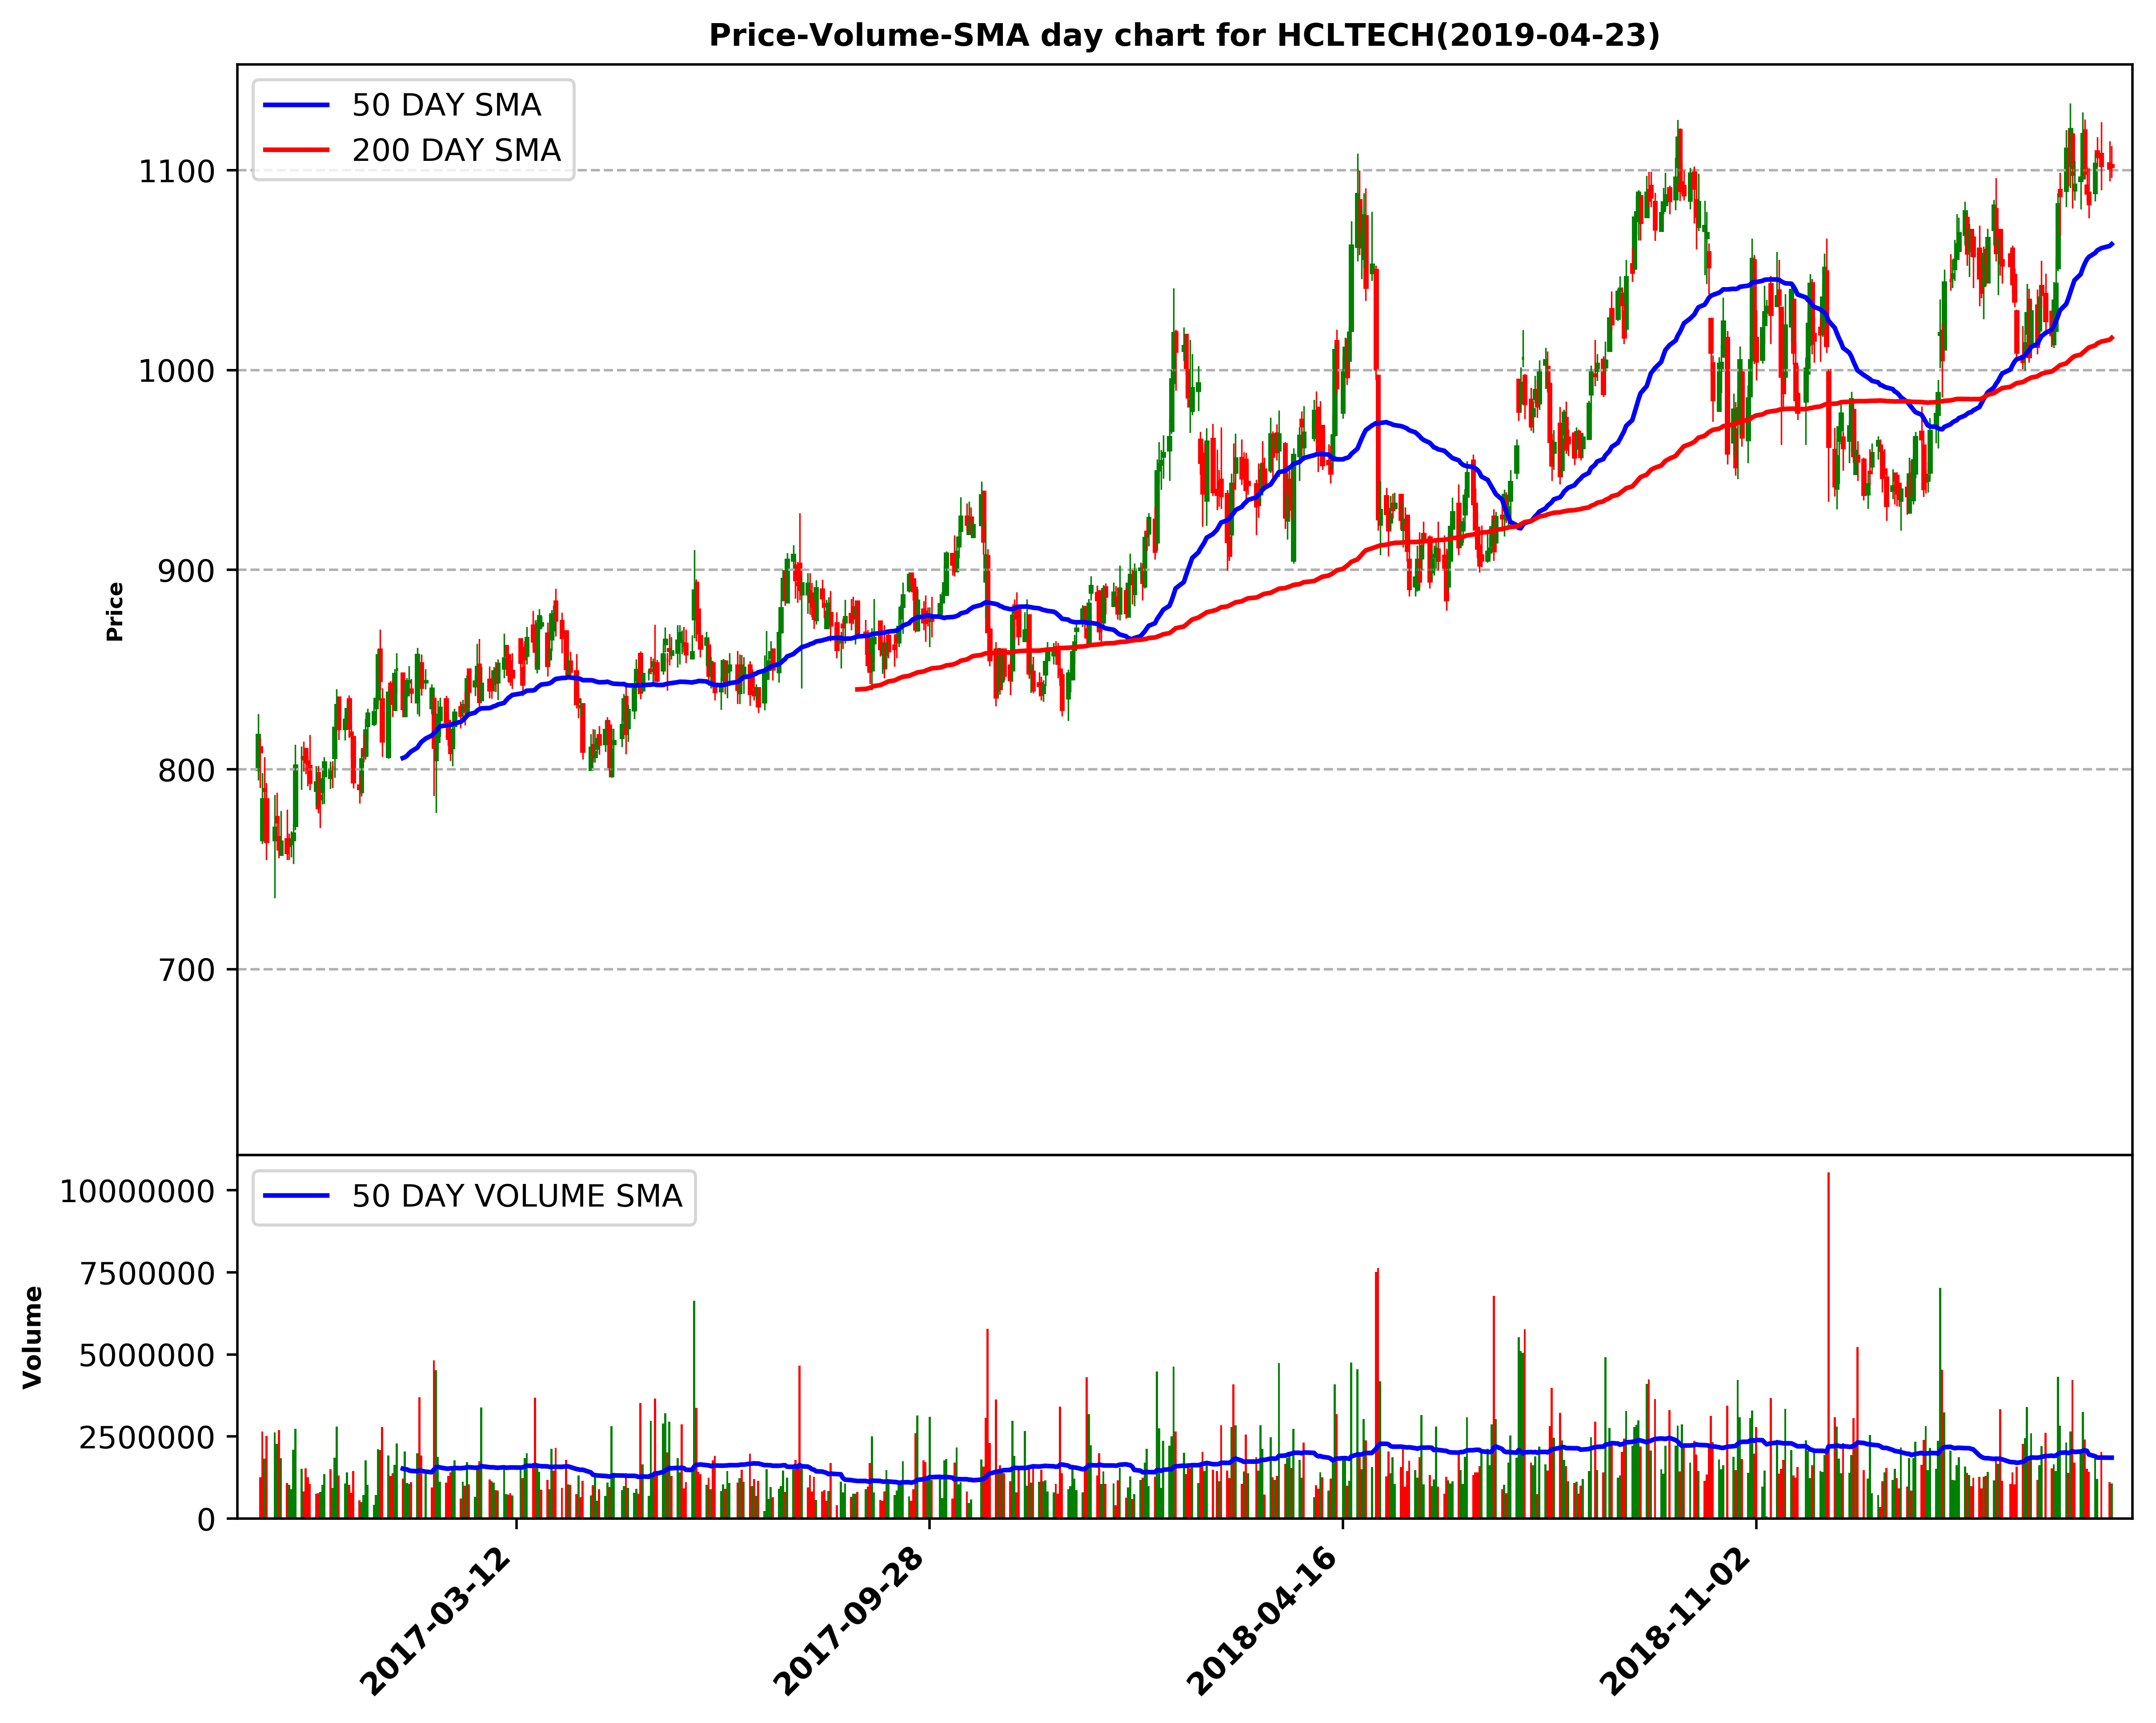 Price-Volume-SMA day chart for HCLTECH(2019-04-23)
50 DAY SMA
200 DAY SMA
1100
1000
900
800
700
Price
50 DAY VOLUME SMA
10000000
7500000
5000000
2500000
0
Volume
2017-03-12
2017-09-28
2018-04-16
2018-11-02